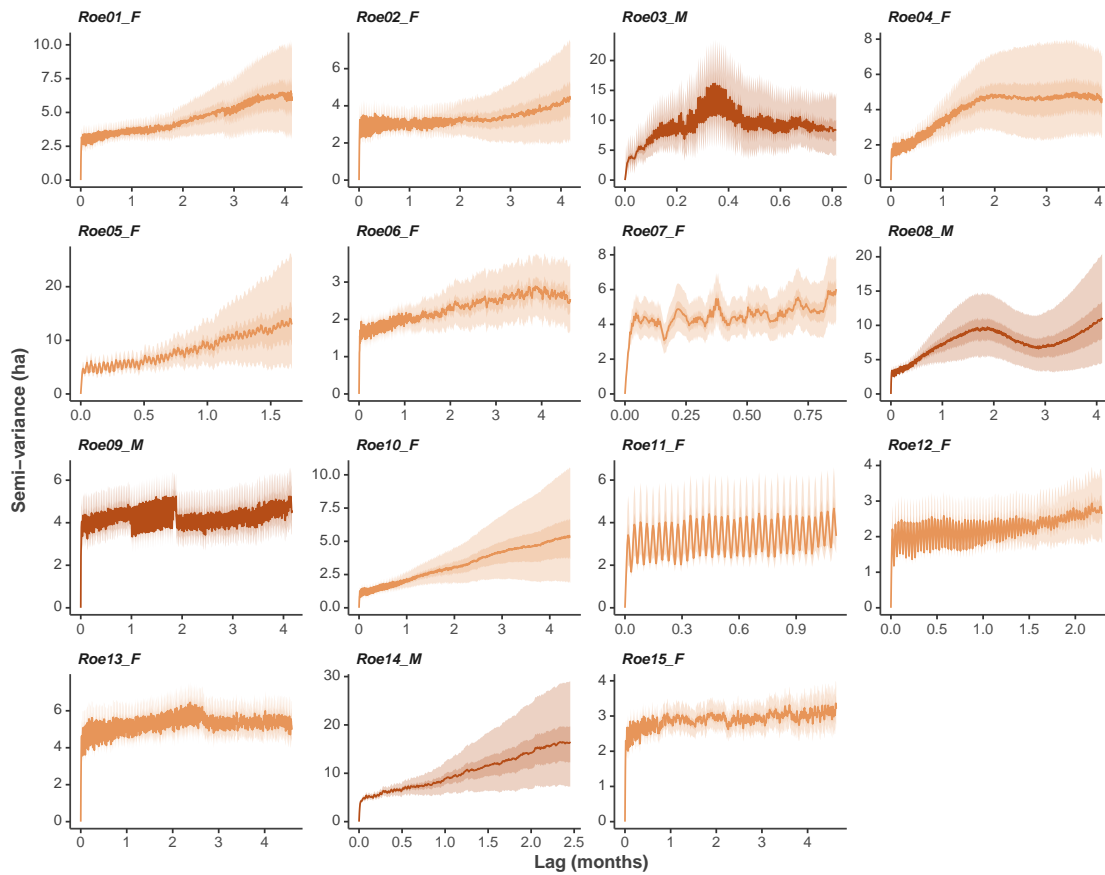 Roe01_F Roe02_F Roe03_M Roe04_F
10.0 7.5 5.0 2.5 0.0
6 4 2 0
20 15 10 5 0
8 6 4 2 0
0 1 2 3 4
0 1 2 3 4
0.0 0.2 0.4 0.6 0.8
0 1 2 3 4
Roe05_F Roe06_F Roe07_F Roe08_M
20 10 0
3 2 1 0
8 6 4 2 0
20 15 10 5 0
0.0 0.5 1.0 1.5
0 1 2 3 4
0.00 0.25 0.50 0.75
0 1 2 3 4
Semi−variance (ha)
Roe09_M Roe10_F Roe11_F Roe12_F
6 4 2 0
10.0 7.5 5.0 2.5 0.0
6 4 2 0
4 3 2 1 0
0 1 2 3 4
0 1 2 3 4
0.0 0.3 0.6 0.9
0.0 0.5 1.0 1.5 2.0
Roe13_F Roe14_M Roe15_F
6 4 2 0
30 20 10 0
4 3 2 1 0
0 1 2 3 4
0.0 0.5 1.0 1.5 2.0 2.5
0 1 2 3 4
Lag (months)